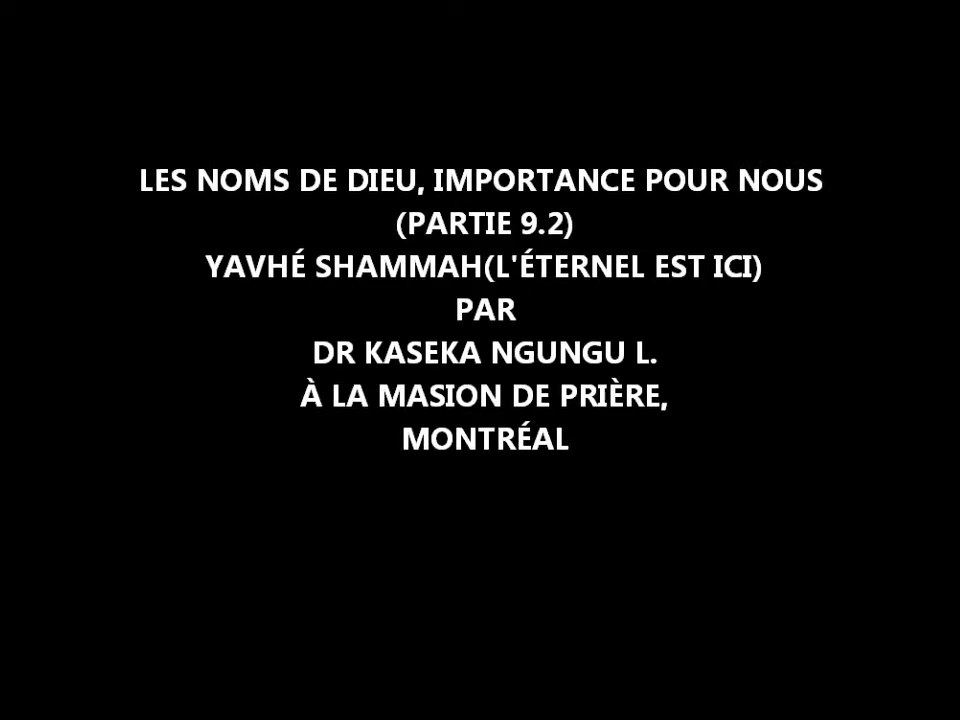 LES NOMS DE DIEU, IMPORTANCE POUR NOUS
(PARTIE 9.2)
YAVHÉ SHAMMAH(L'ÉTERNEL EST ICI)
PAR
DR KASEKA NGUNGU L.
À LA MASION DE PRIÈRE,
MONTRÉAL